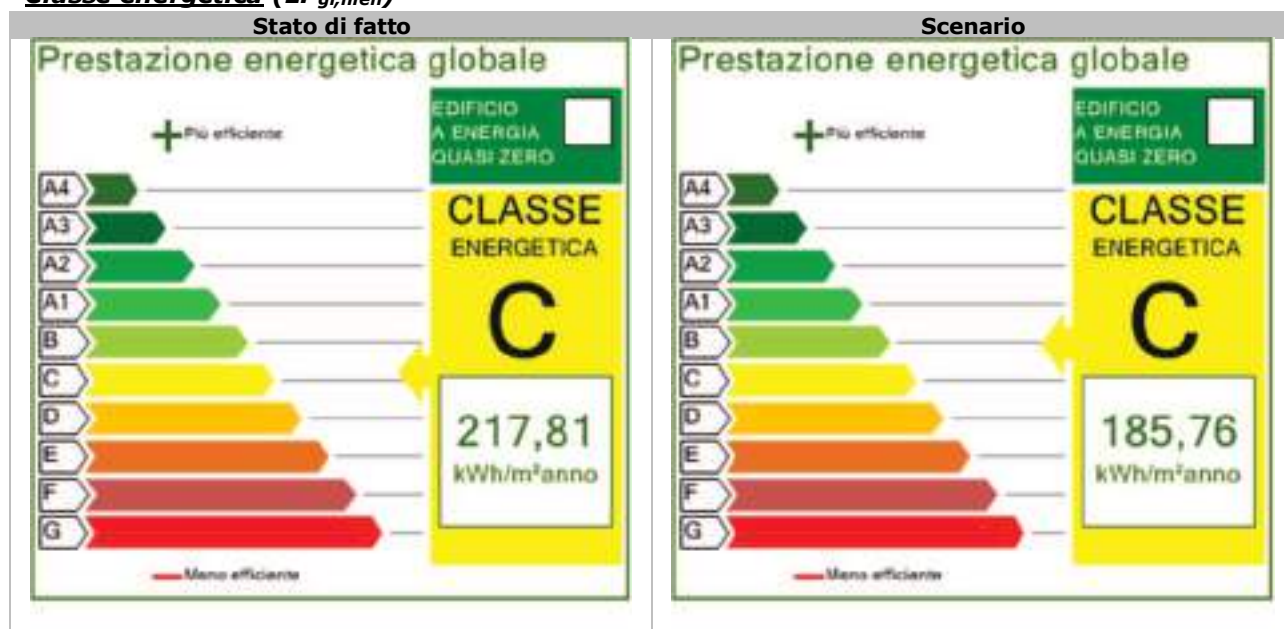 Stato di fatto
Scenario
Prestazione energetica globale
EDIFICIO
A ENERGIA
QUASI ZERO
Più efficiente
A4
A3
A2
A1
B
C
D
E
F
G
CLASSE
ENERGETICA
C
217,81
kWh/m²anno
Meno efficiente
Prestazione energetica globale
EDIFICIO
A ENERGIA
QUASI ZERO
Più efficiente
A4
A3
A2
A1
B
C
D
E
F
G
CLASSE
ENERGETICA
C
185,76
kWh/m²anno
Meno efficiente